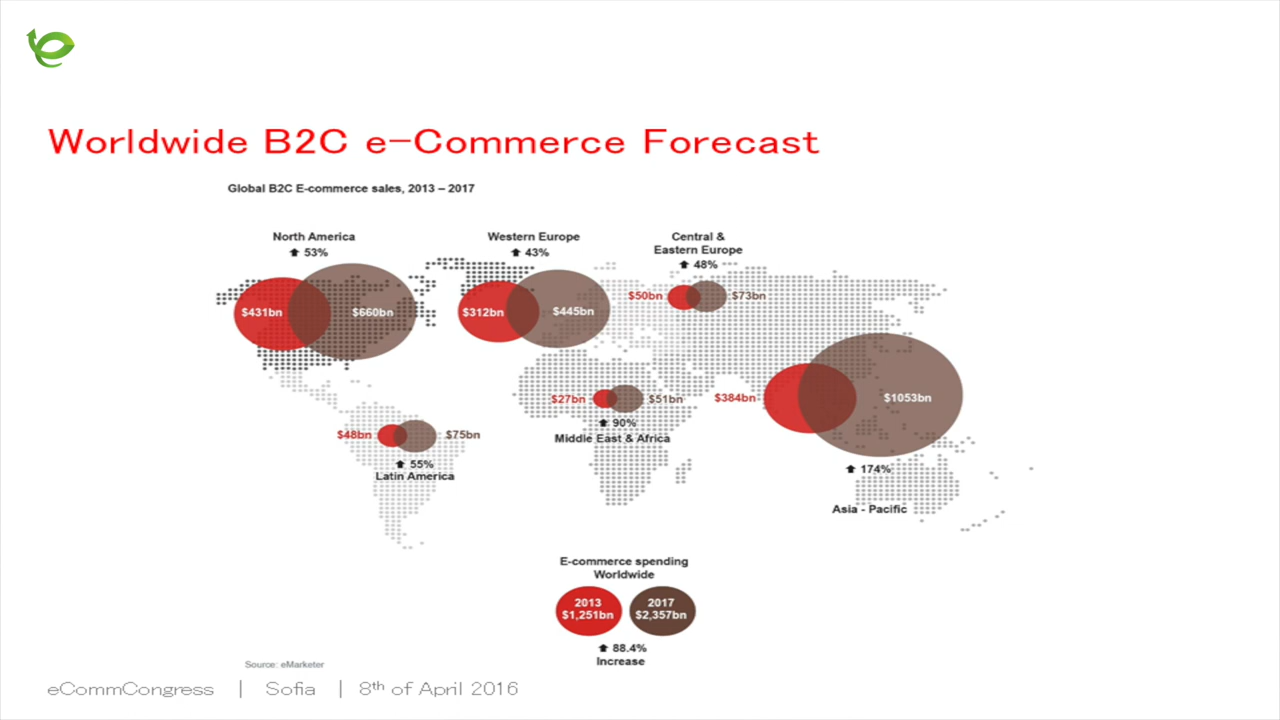 Worldwide B2C e-Commerce Forecast
Global B2C E-commerce sales, 2013 – 2017
North America
53%
$431bn
$660bn
Western Europe
43%
$312bn
$445bn
Central &
Eastern Europe
48%
$50bn
$73bn
$27bn
$51bn
90%
Middle East & Africa
$384bn
$1053bn
174%
Asia - Pacific
$48bn
$75bn
55%
Latin America
E-commerce spending
Worldwide
2013
$1,251bn
2017
$2,357bn
88.4%
Increase
Source: eMarketer
eCommCongress | Sofia | 8th of April 2016